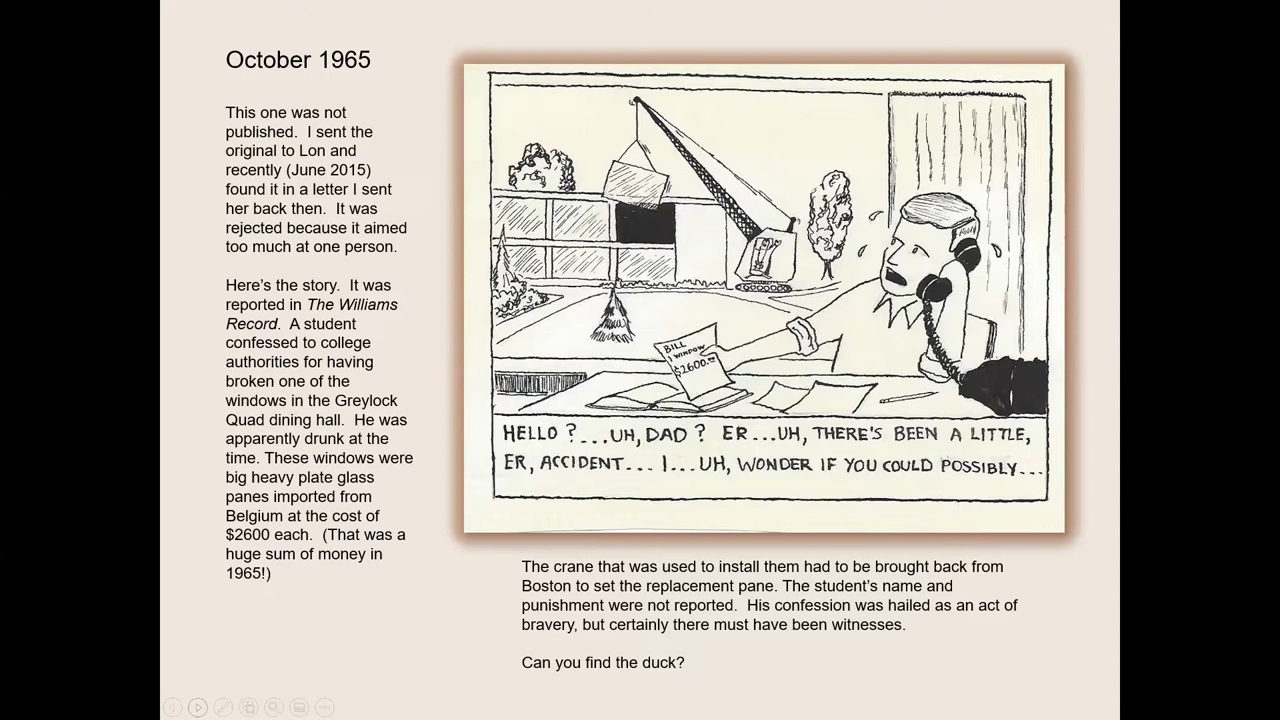 October 1965
This one was not
published.  I sent the
original to Lon and
recently (June 2015)
found it in a letter I sent
her back then.  It was
rejected because it aimed
too much at one person.
Here's the story.  It was
reported in The Williams
Record.  A student
confessed to college
authorities for having
broken one of the
windows in the Greylock
Quad dining hall.  He was
apparently drunk at the
time. These windows were
big heavy plate glass
panes imported from
Belgium at the cost of
$2600 each.  (That was a
huge sum of money in
1965!)
BILL
1 WINDOW
$2600.00
HELLO ?...UH, DAD ?  ER...UH, THERE'S BEEN A LITTLE,
ER, ACCIDENT... I...UH, WONDER IF YOU COULD POSSIBLY...
The crane that was used to install them had to be brought back from
Boston to set the replacement pane. The student's name and
punishment were not reported.  His confession was hailed as an act of
bravery, but certainly there must have been witnesses.
Can you find the duck?